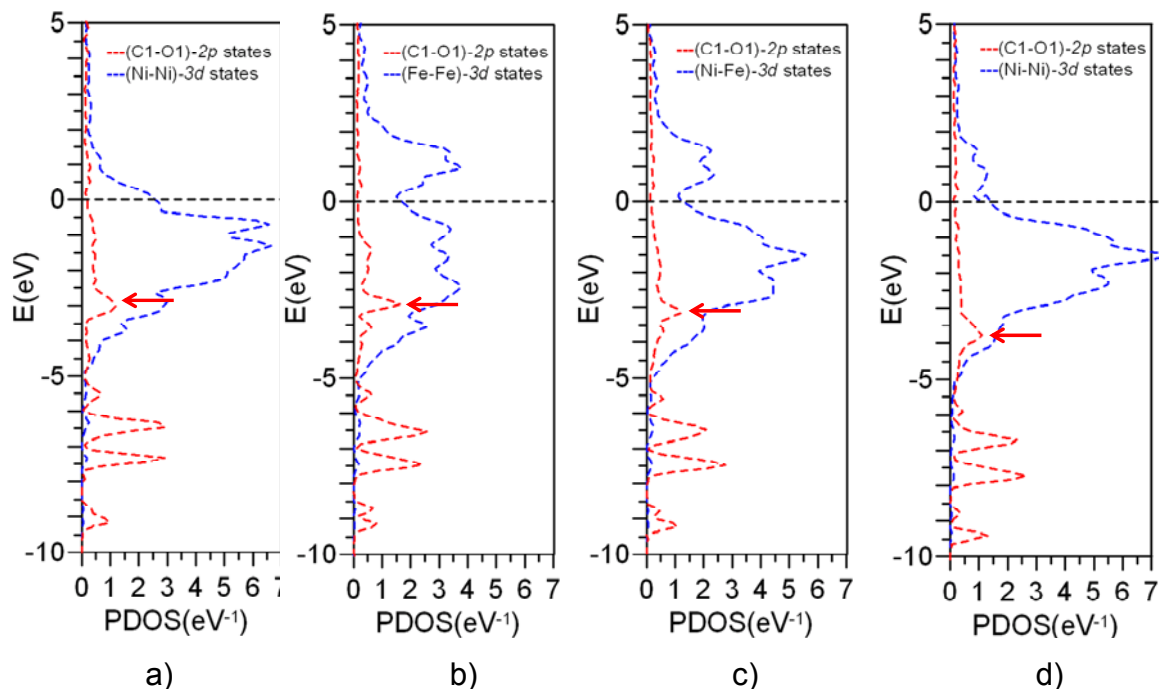 5
0
-5
-10
E(eV)
(C1-O1)-2p states
(Ni-Ni)-3d states
0 1 2 3 4 5 6 7
PDOS(eV-1)
a)
5
0
-5
-10
E(eV)
(C1-O1)-2p states
(Fe-Fe)-3d states
0 1 2 3 4 5 6 7
PDOS(eV-1)
b)
5
0
-5
-10
E(eV)
(C1-O1)-2p states
(Ni-Fe)-3d states
0 1 2 3 4 5 6 7
PDOS(eV-1)
c)
5
0
-5
-10
E(eV)
(C1-O1)-2p states
(Ni-Ni)-3d states
0 1 2 3 4 5 6 7
PDOS(eV-1)
d)